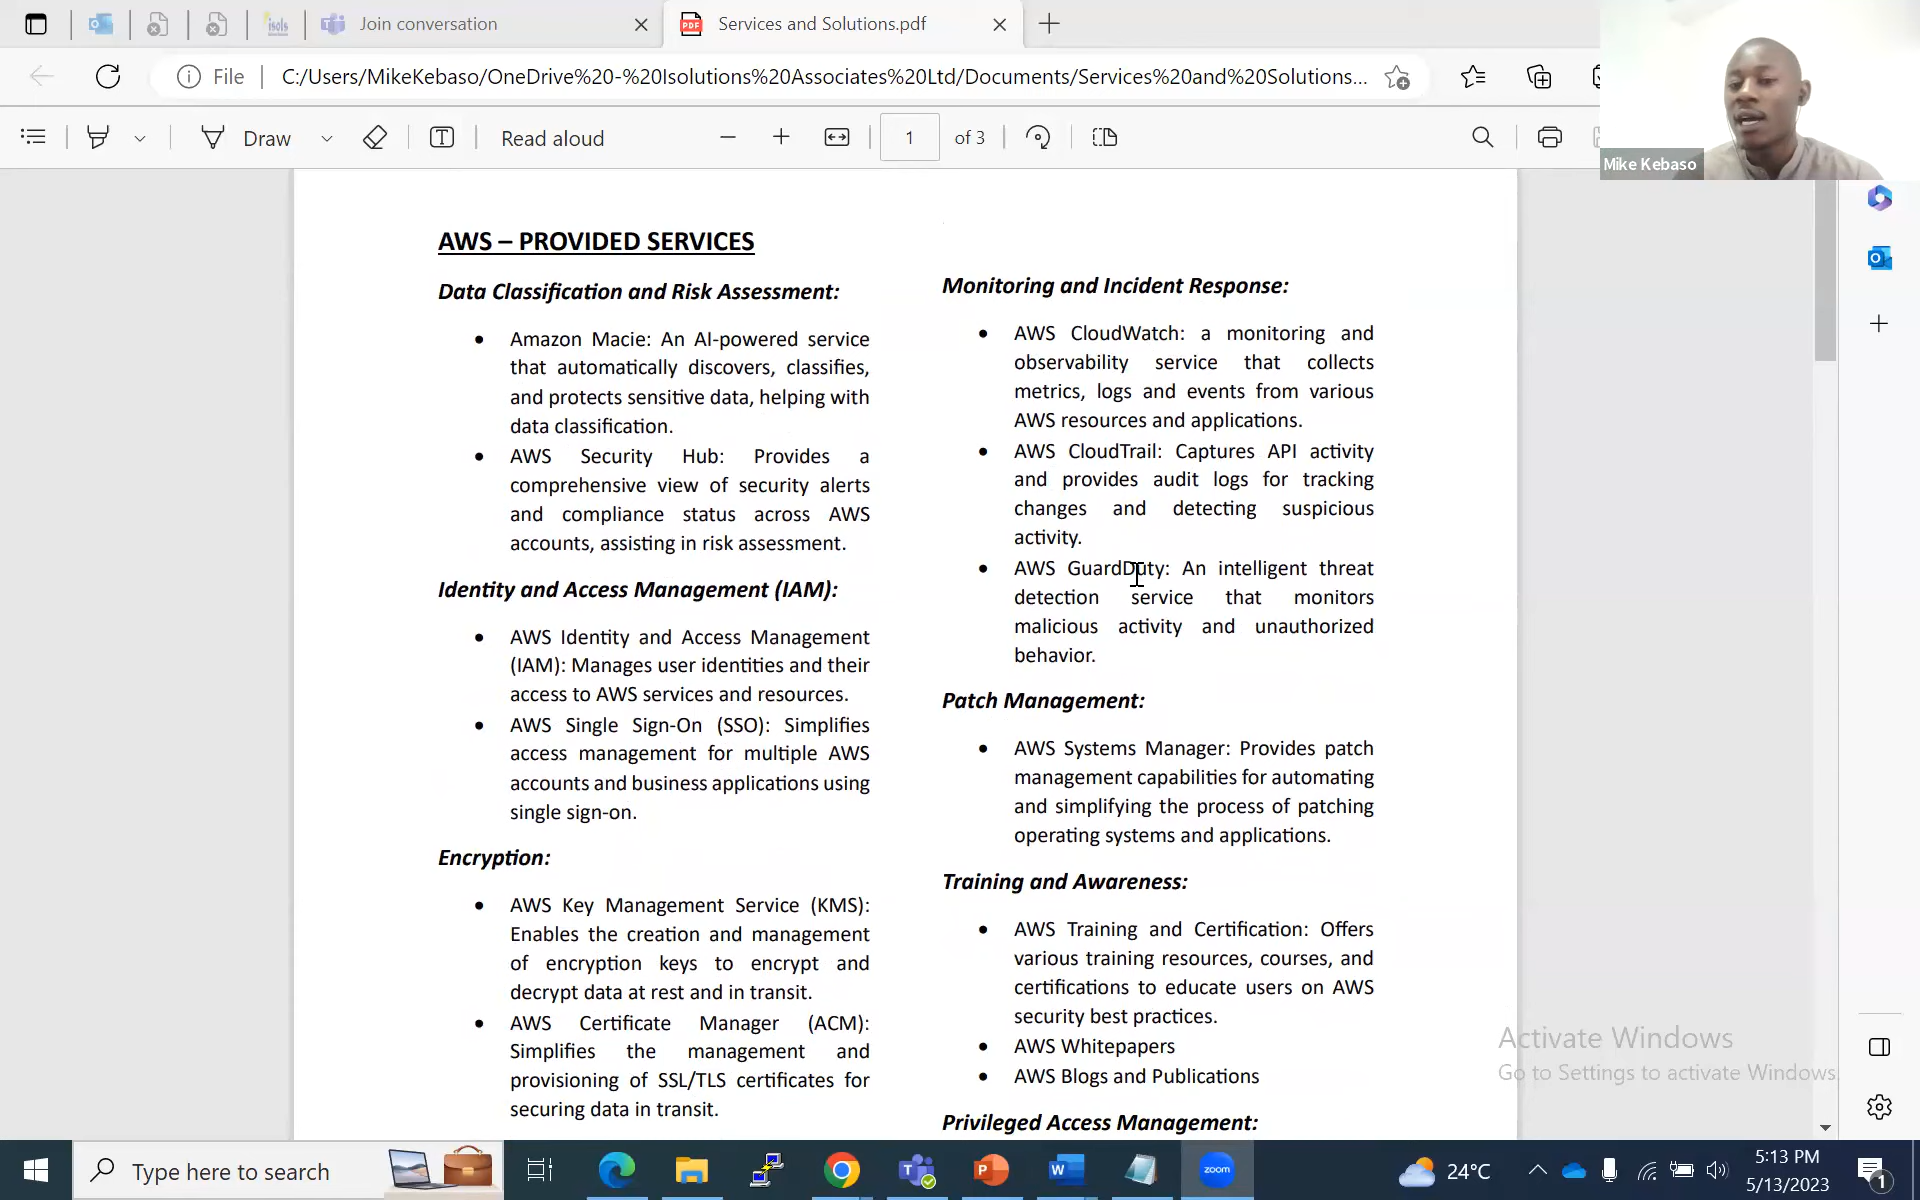 Join conversation
Services and Solutions.pdf
File
C:/Users/MikeKebaso/OneDrive%20-%20Isolutions%20Associates%20Ltd/Documents/Services%20and%20Solutions...
Draw
Read aloud
1 of 3
Mike Kebaso
AWS – PROVIDED SERVICES
Data Classification and Risk Assessment:
• Amazon Macie: An AI-powered service
that automatically discovers, classifies,
and protects sensitive data, helping with
data classification.
• AWS Security Hub: Provides a
comprehensive view of security alerts
and compliance status across AWS
accounts, assisting in risk assessment.
Identity and Access Management (IAM):
• AWS Identity and Access Management
(IAM): Manages user identities and their
access to AWS services and resources.
• AWS Single Sign-On (SSO): Simplifies
access management for multiple AWS
accounts and business applications using
single sign-on.
Encryption:
• AWS Key Management Service (KMS):
Enables the creation and management
of encryption keys to encrypt and
decrypt data at rest and in transit.
• AWS Certificate Manager (ACM):
Simplifies the management and
provisioning of SSL/TLS certificates for
securing data in transit.
Monitoring and Incident Response:
• AWS CloudWatch: a monitoring and
observability service that collects
metrics, logs and events from various
AWS resources and applications.
• AWS CloudTrail: Captures API activity
and provides audit logs for tracking
changes and detecting suspicious
activity.
• AWS GuardDuty: An intelligent threat
detection service that monitors
malicious activity and unauthorized
behavior.
Patch Management:
• AWS Systems Manager: Provides patch
management capabilities for automating
and simplifying the process of patching
operating systems and applications.
Training and Awareness:
• AWS Training and Certification: Offers
various training resources, courses, and
certifications to educate users on AWS
security best practices.
• AWS Whitepapers
• AWS Blogs and Publications
Privileged Access Management:
Activate Windows
Go to Settings to activate Windows.
Type here to search
zoom
24°C
5:13 PM
5/13/2023
1